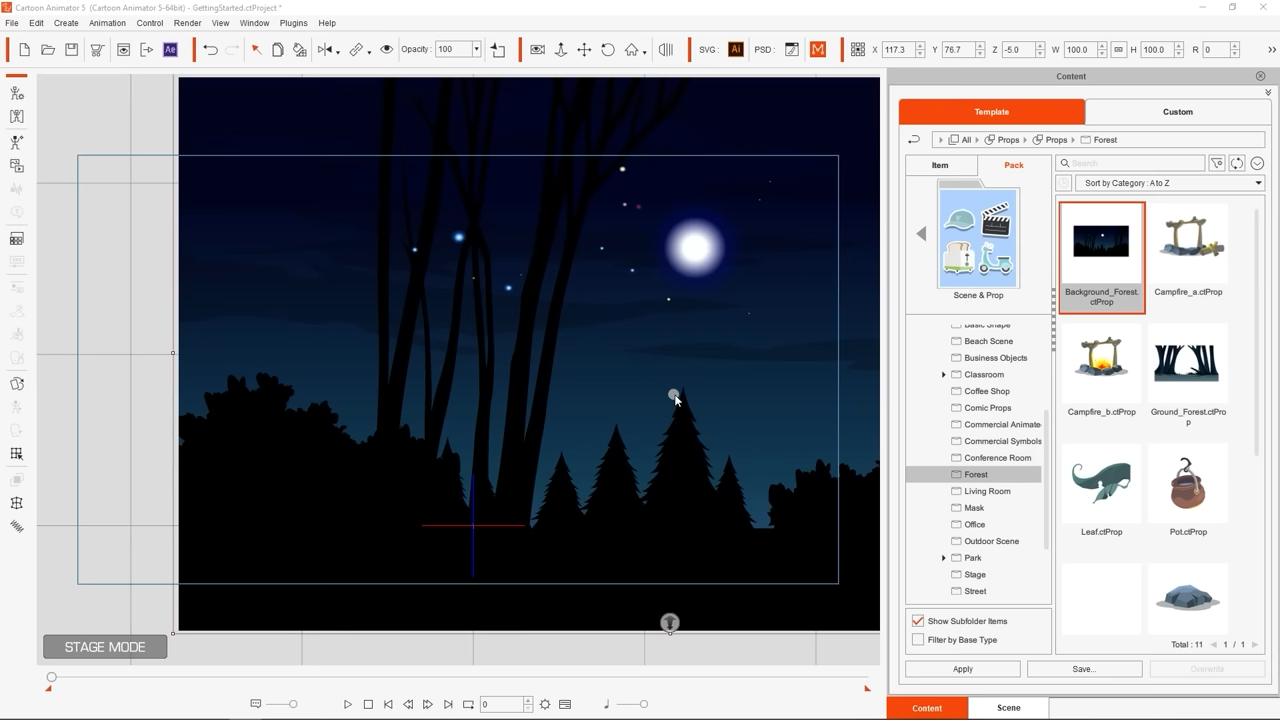 Cartoon Animator 5 (Cartoon Animator 5-64bit) - GettingStarted.ctProject *
File Edit Create Animation Control Render View Window Plugins Help
Ae Opacity : 100 SVG : Ai PSD : M X 117.3 Y 76.7 Z -5.0 W 100.0 H 100.0 R 0
Content
Template Custom
All Props Props Forest
Item Pack Search
Sort by Category : A to Z
Scene & Prop
Background_Forest.
ctProp
Campfire_a.ctProp
Basic Shape
Beach Scene
Business Objects
Classroom
Coffee Shop
Comic Props
Commercial Animate
Commercial Symbols
Conference Room
Forest
Living Room
Mask
Office
Outdoor Scene
Park
Stage
Street
Campfire_b.ctProp
Ground_Forest.ctPro
p
Leaf.ctProp
Pot.ctProp
Show Subfolder Items
Filter by Base Type
Total : 11 1 / 1
Apply Save... Overwrite
STAGE MODE
0
Content Scene